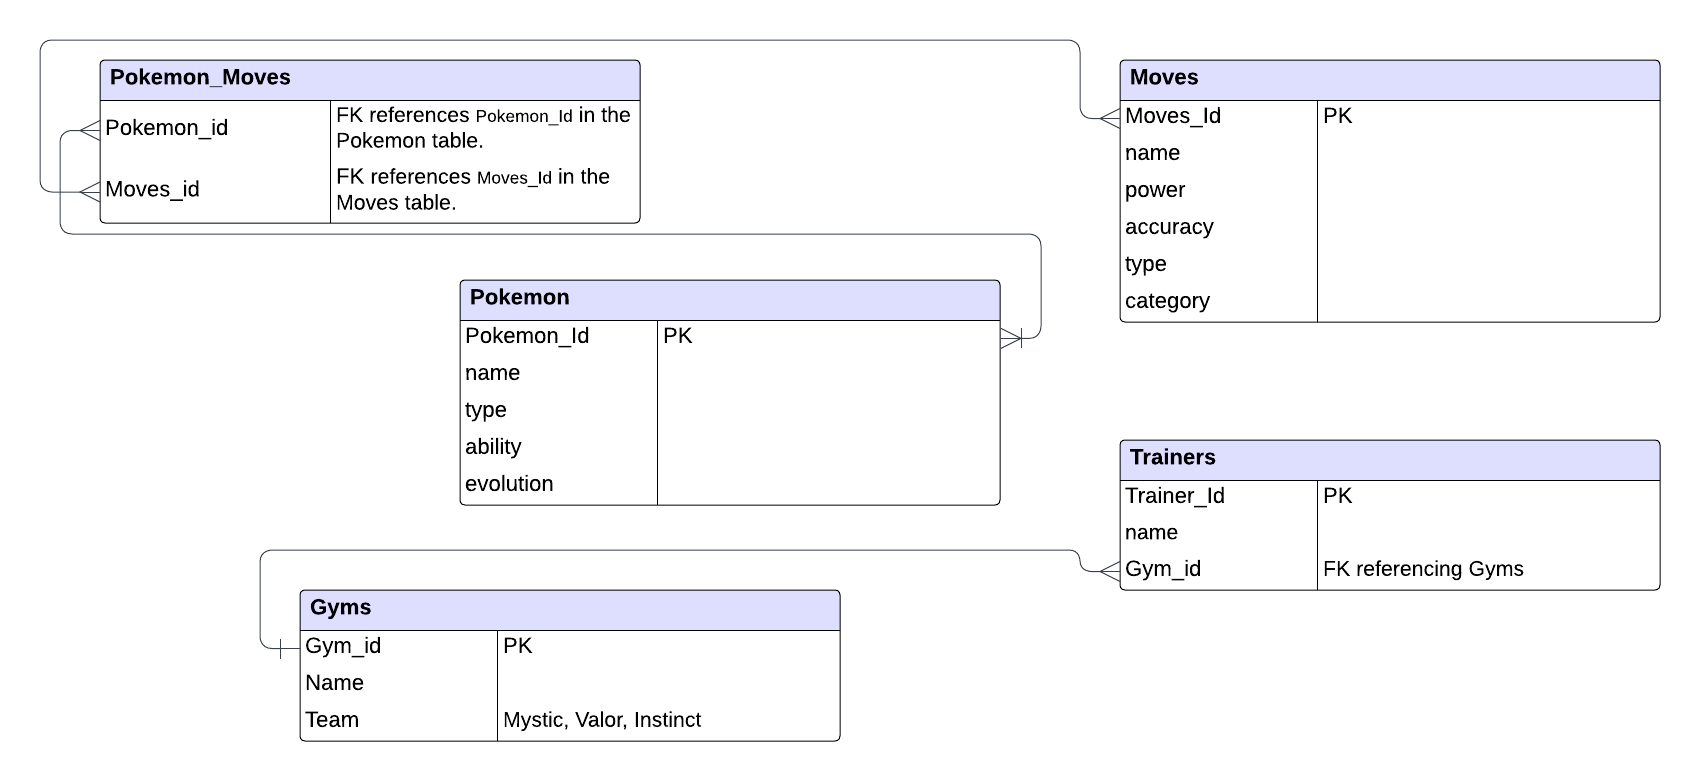 Pokemon_Moves
Pokemon_id
FK references Pokemon_Id in the
Pokemon table.
Moves_id
FK references Moves_Id in the
Moves table.
Moves
Moves_Id PK
name
power
accuracy
type
category
Pokemon
Pokemon_Id PK
name
type
ability
evolution
Trainers
Trainer_Id PK
name
Gym_id FK referencing Gyms
Gyms
Gym_id PK
Name
Team Mystic, Valor, Instinct